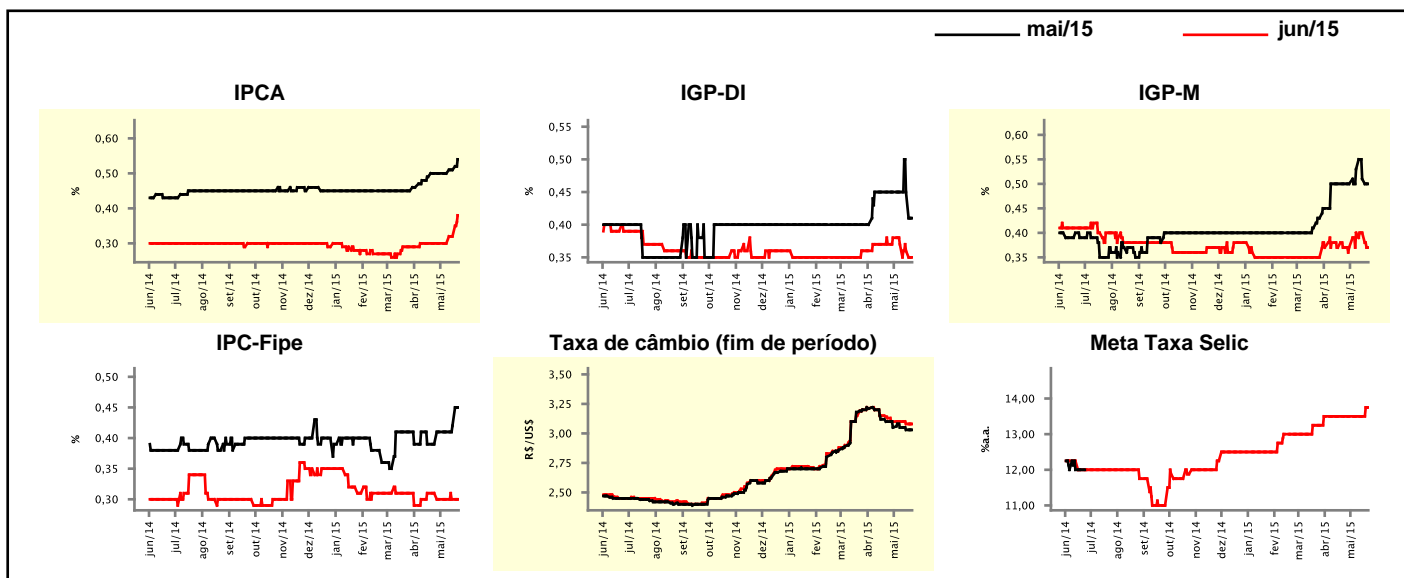 mai/15 jun/15
IPCA IGP-DI IGP-M
%
0,60
0,50
0,40
0,30
jun/14 jul/14 ago/14 set/14 out/14 nov/14 dez/14 jan/15 fev/15 mar/15 abr/15 mai/15
0,55
0,50
0,45
0,40
0,35
jun/14 jul/14 ago/14 set/14 out/14 nov/14 dez/14 jan/15 fev/15 mar/15 abr/15 mai/15
%
0,60
0,55
0,50
0,45
0,40
0,35
jun/14 jul/14 ago/14 set/14 out/14 nov/14 dez/14 jan/15 fev/15 mar/15 abr/15 mai/15
IPC-Fipe Taxa de câmbio (fim de período) Meta Taxa Selic
%
0,50
0,45
0,40
0,35
0,30
jun/14 jul/14 ago/14 set/14 out/14 nov/14 dez/14 jan/15 fev/15 mar/15 abr/15 mai/15
R$/US$
3,50
3,25
3,00
2,75
2,50
jun/14 jul/14 ago/14 set/14 out/14 nov/14 dez/14 jan/15 fev/15 mar/15 abr/15 mai/15
%a.a.
14,00
13,00
12,00
11,00
jun/14 jul/14 ago/14 set/14 out/14 nov/14 dez/14 jan/15 fev/15 mar/15 abr/15 mai/15